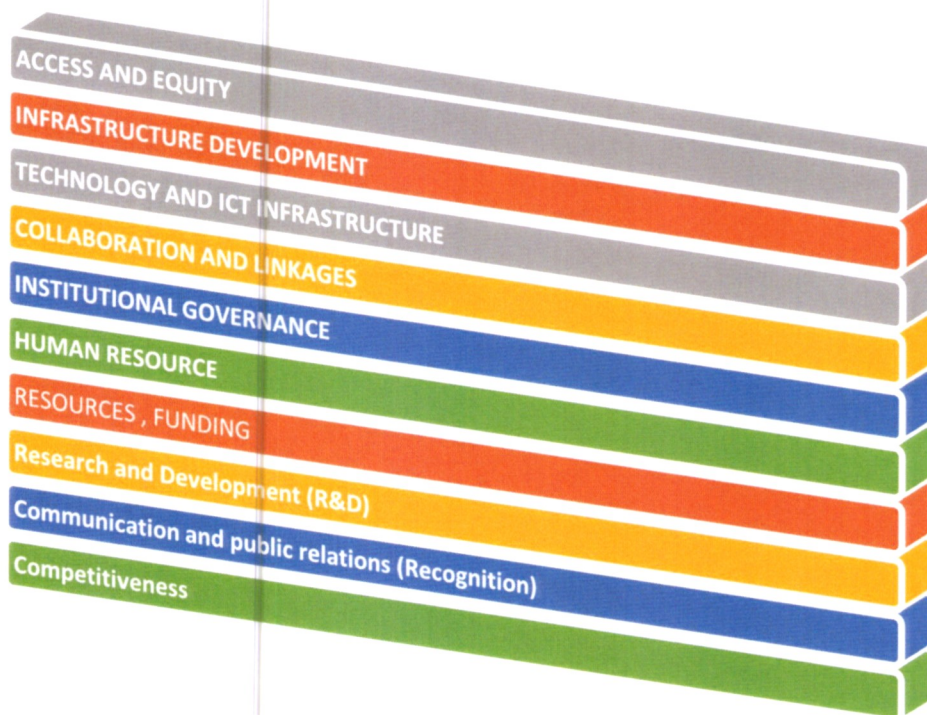 ACCESS AND EQUITY
INFRASTRUCTURE DEVELOPMENT
TECHNOLOGY AND ICT INFRASTRUCTURE
COLLABORATION AND LINKAGES
INSTITUTIONAL GOVERNANCE
HUMAN RESOURCE
RESOURCES , FUNDING
Research and Development (R&D)
Communication and public relations (Recognition)
Competitiveness